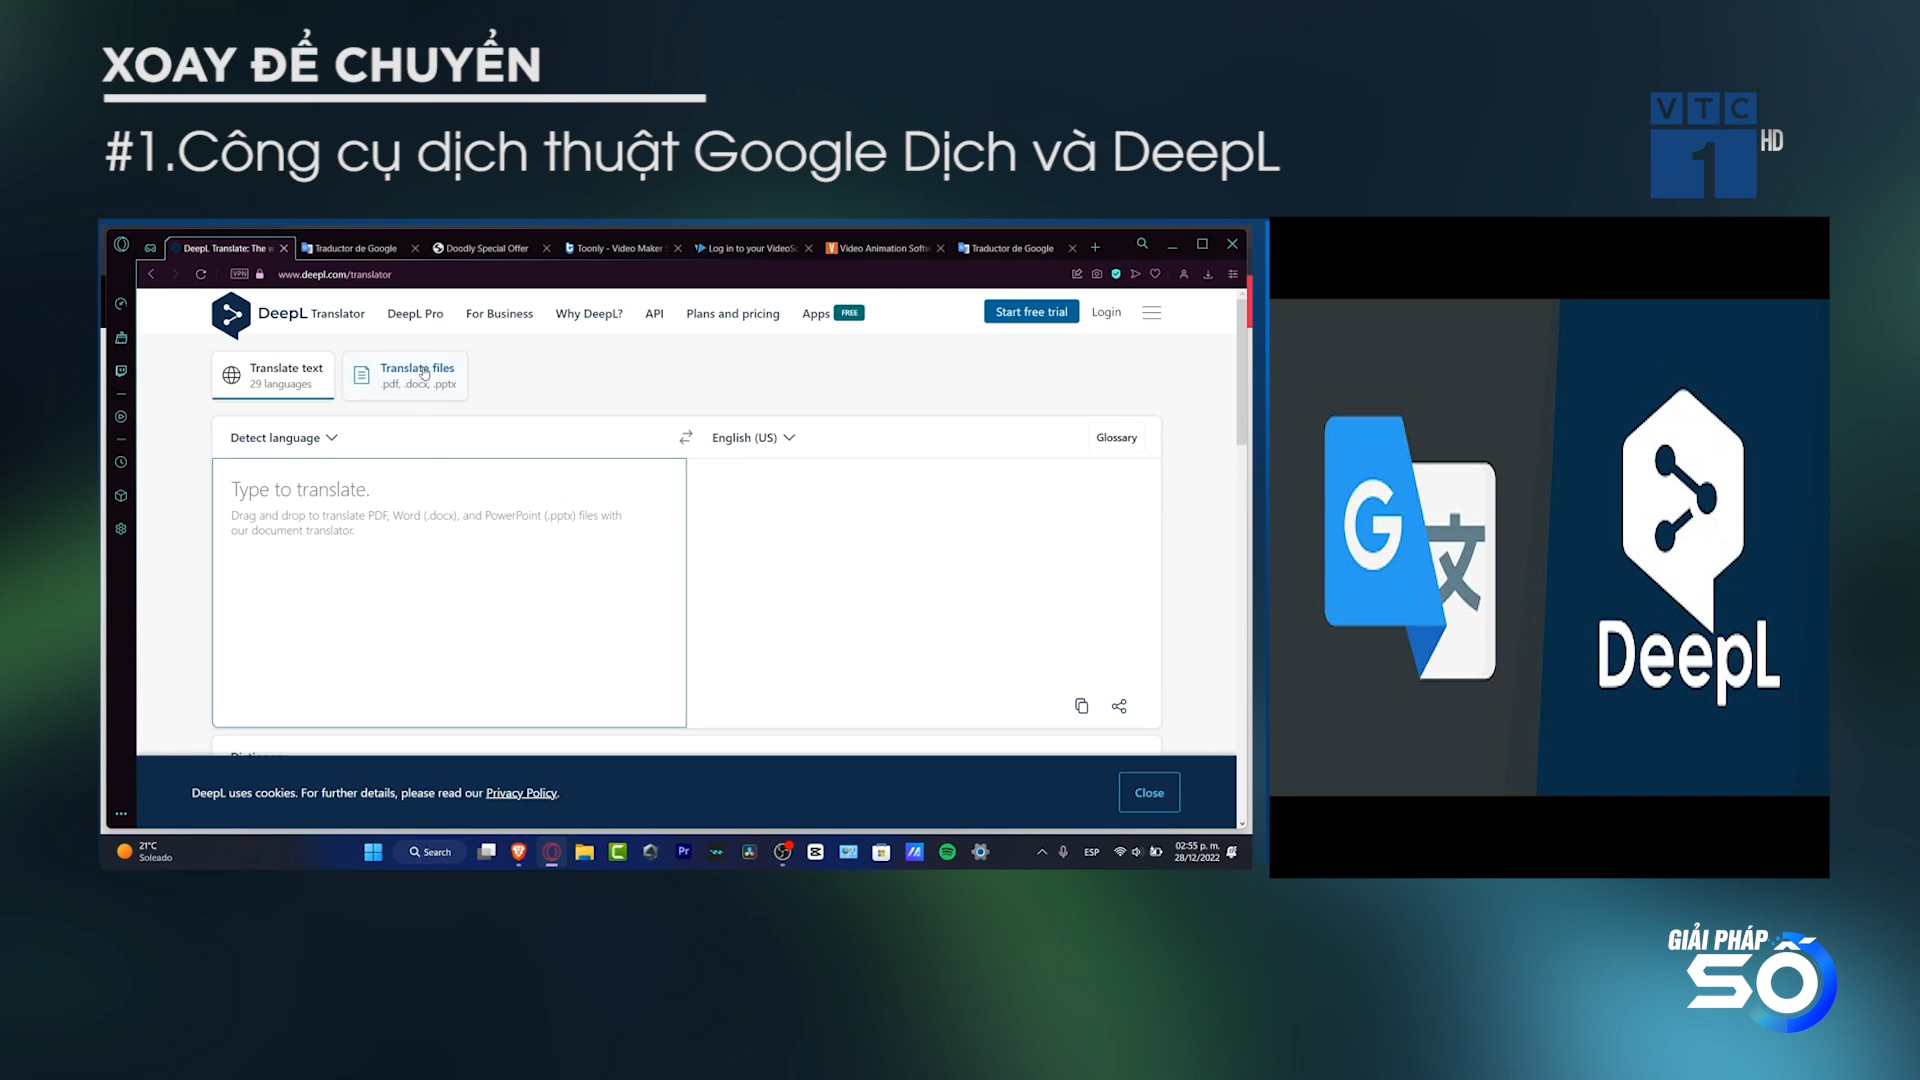 XOAY ĐỂ CHUYỂN
#1.Công cụ dịch thuật Google Dịch và DeepL
VTC
1 HD
DeepL Translate: The w
Traductor de Google
Doodly Special Offer
Toonly - Video Maker
Log in to your VideoSc
Video Animation Softw
Traductor de Google
VPN
www.deepl.com/translator
DeepL Translator
DeepL Pro
For Business
Why DeepL?
API
Plans and pricing
Apps FREE
Start free trial
Login
Translate text
29 languages
Translate files
.pdf, .docx, .pptx
Detect language
English (US)
Glossary
Type to translate.
Drag and drop to translate PDF, Word (.docx), and PowerPoint (.pptx) files with
our document translator.
DeepL uses cookies. For further details, please read our Privacy Policy.
Close
21°C
Soleado
Search
Pr
ESP
02:55 p. m.
28/12/2022
G 文
DeepL
GIẢI PHÁP
SỐ